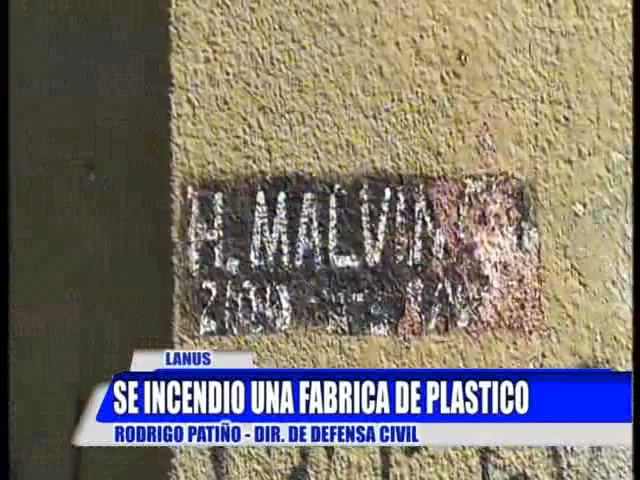 H. MALVIN
LANUS
SE INCENDIO UNA FABRICA DE PLASTICO
RODRIGO PATIÑO - DIR. DE DEFENSA CIVIL